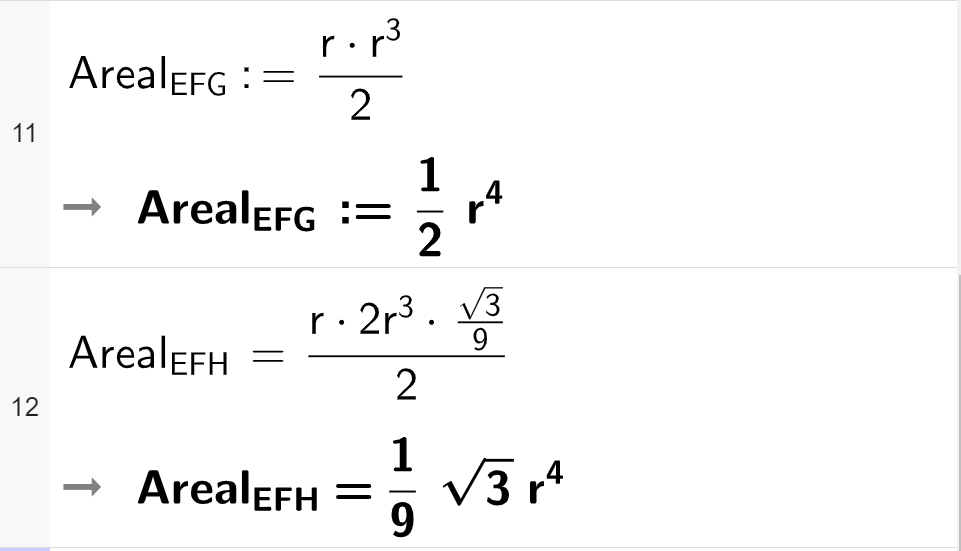 11
Areal_EFG := (r · r^3)/2
→ Areal_EFG := 1/2 r^4
12
Areal_EFH = (r · 2r^3 · √3/9)/2
→ Areal_EFH = 1/9 √3 r^4